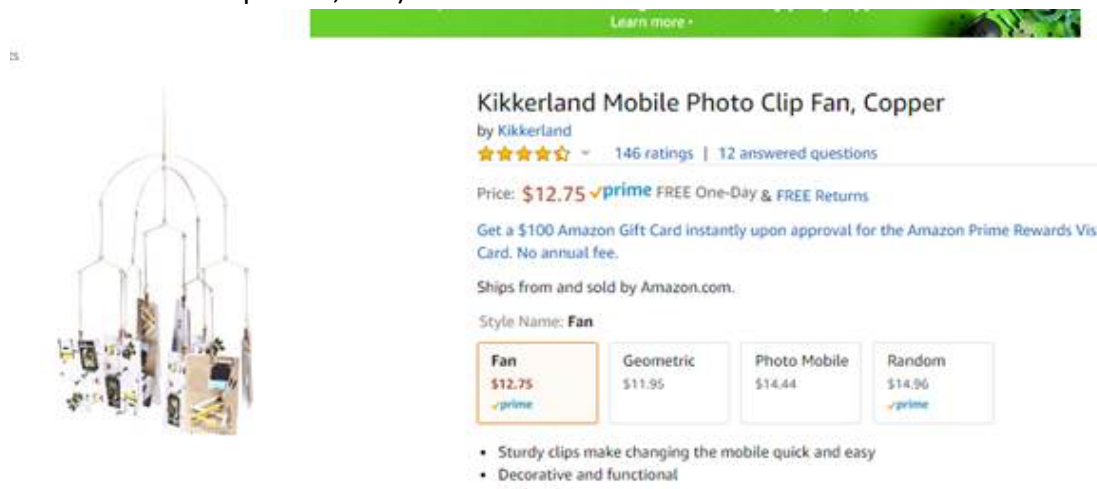 Learn more
Kikkerland Mobile Photo Clip Fan, Copper
by Kikkerland
146 ratings | 12 answered questions
Price: $12.75 prime FREE One-Day & FREE Returns
Get a $100 Amazon Gift Card instantly upon approval for the Amazon Prime Rewards Vis
Card. No annual fee.
Ships from and sold by Amazon.com.
Style Name: Fan
Fan Geometric Photo Mobile Random
$12.75 $11.95 $14.44 $14.96
prime prime
• Sturdy clips make changing the mobile quick and easy
• Decorative and functional